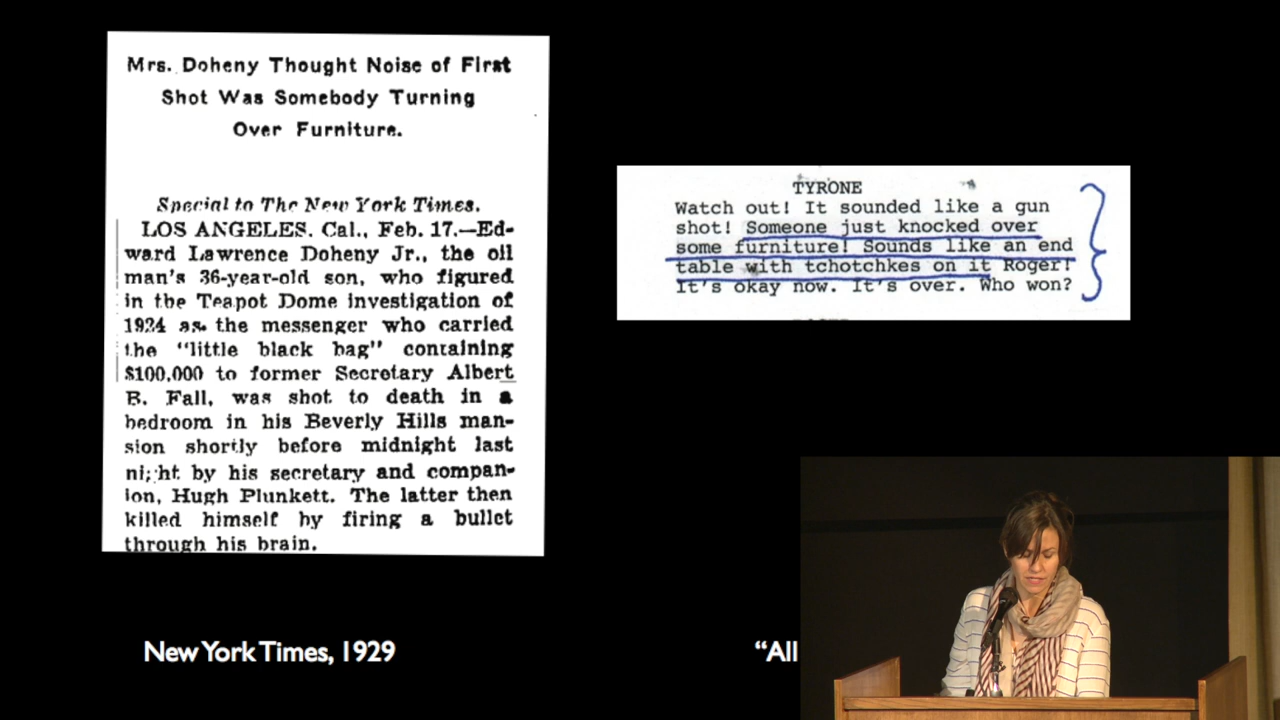 Mrs. Doheny Thought Noise of First
Shot Was Somebody Turning
Over Furniture.
Special to The New York Times.
LOS ANGELES. Cal., Feb. 17.—Ed-
ward Lawrence Doheny Jr., the oil
man's 36-year-old son, who figured
in the Teapot Dome investigation of
1924 as the messenger who carried
the "little black bag" containing
$100,000 to former Secretary Albert
B. Fall, was shot to death in a
bedroom in his Beverly Hills man-
sion shortly before midnight last
night by his secretary and compan-
ion, Hugh Plunkett. The latter then
killed himself by firing a bullet
through his brain.
New York Times, 1929
TYRONE
Watch out! It sounded like a gun
shot! Someone just knocked over
some furniture! Sounds like an end
table with tchotchkes on it Roger!
It's okay now. It's over. Who won?
“All